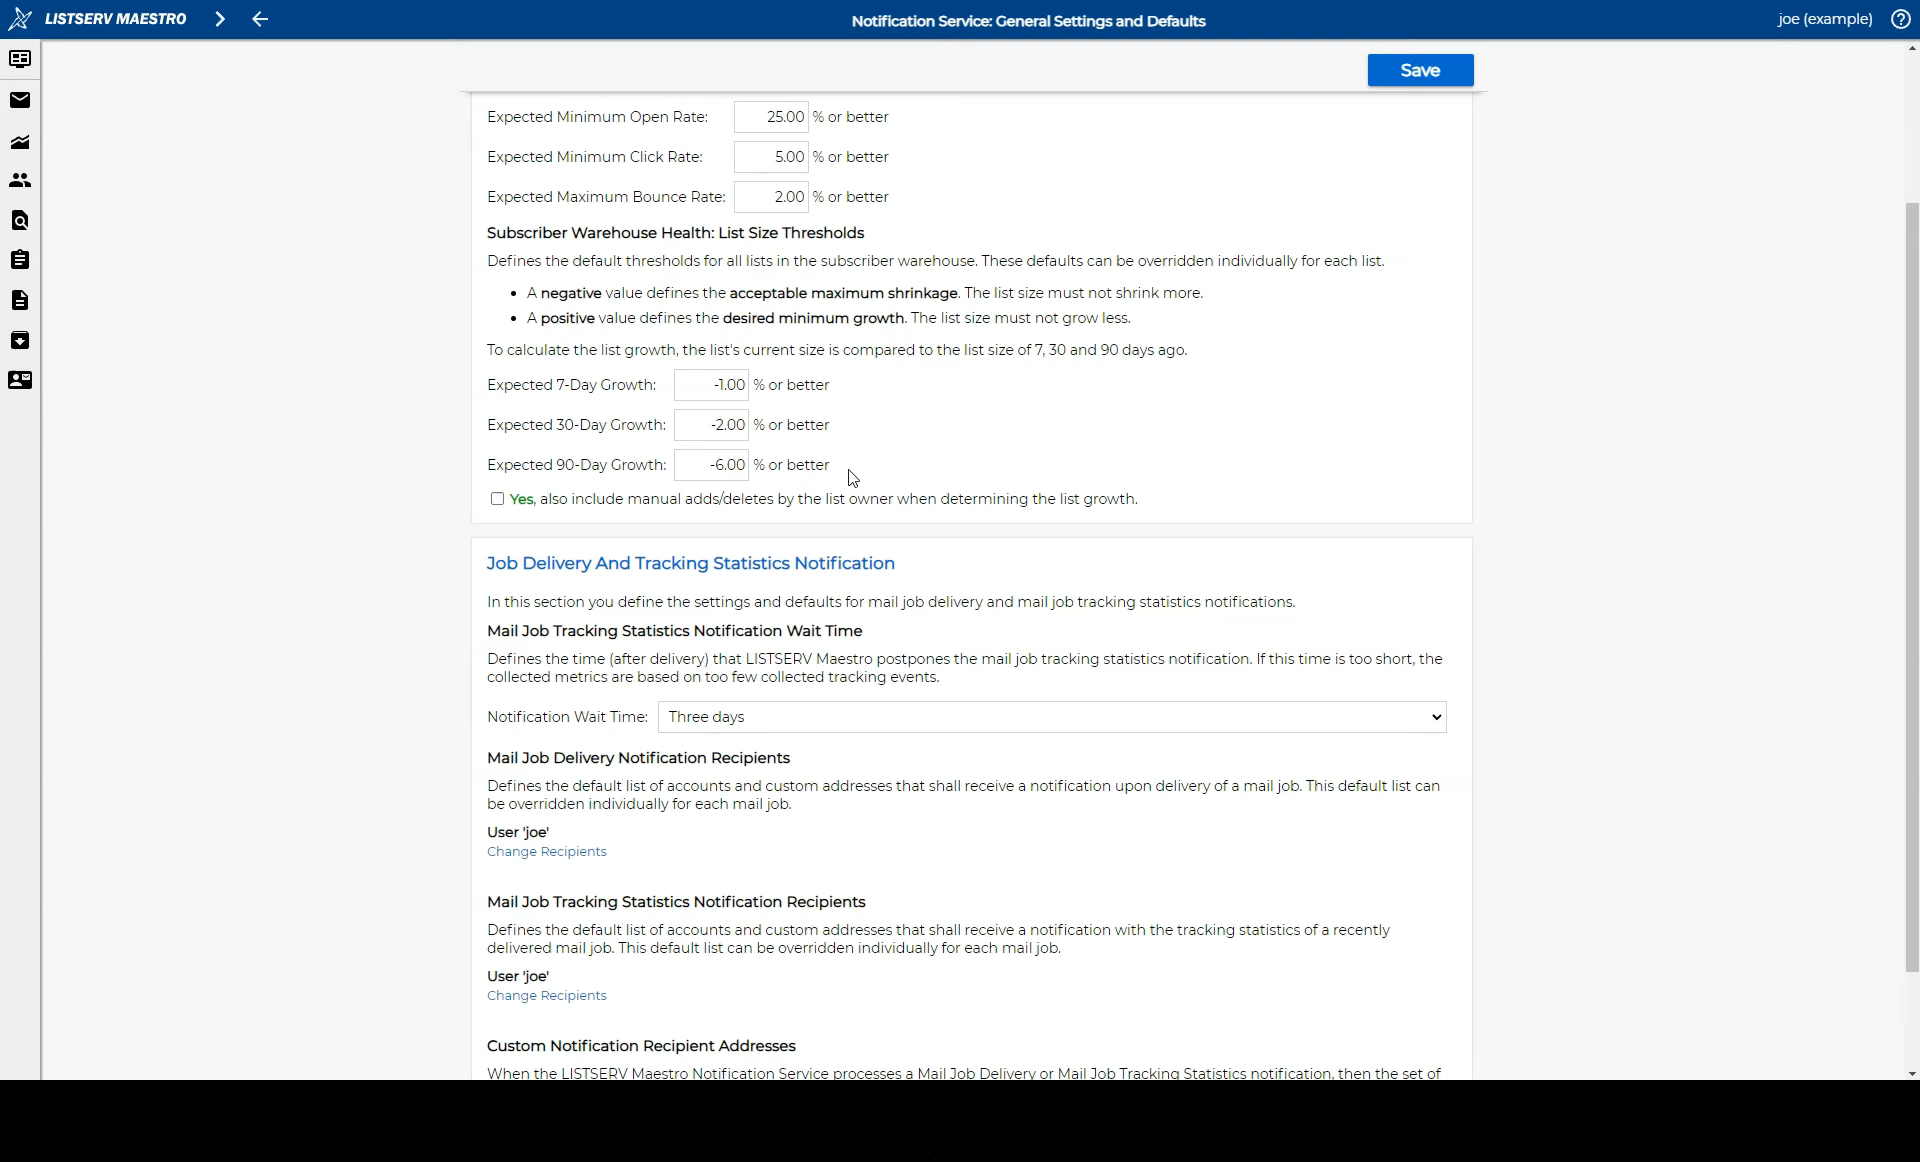 LISTSERV MAESTRO
Notification Service: General Settings and Defaults
joe (example)
Save
Expected Minimum Open Rate: 25.00 % or better
Expected Minimum Click Rate: 5.00 % or better
Expected Maximum Bounce Rate: 2.00 % or better
Subscriber Warehouse Health: List Size Thresholds
Defines the default thresholds for all lists in the subscriber warehouse. These defaults can be overridden individually for each list.
• A negative value defines the acceptable maximum shrinkage. The list size must not shrink more.
• A positive value defines the desired minimum growth. The list size must not grow less.
To calculate the list growth, the list's current size is compared to the list size of 7, 30 and 90 days ago.
Expected 7-Day Growth: -1.00 % or better
Expected 30-Day Growth: -2.00 % or better
Expected 90-Day Growth: -6.00 % or better
Yes, also include manual adds/deletes by the list owner when determining the list growth.
Job Delivery And Tracking Statistics Notification
In this section you define the settings and defaults for mail job delivery and mail job tracking statistics notifications.
Mail Job Tracking Statistics Notification Wait Time
Defines the time (after delivery) that LISTSERV Maestro postpones the mail job tracking statistics notification. If this time is too short, the
collected metrics are based on too few collected tracking events.
Notification Wait Time: Three days
Mail Job Delivery Notification Recipients
Defines the default list of accounts and custom addresses that shall receive a notification upon delivery of a mail job. This default list can
be overridden individually for each mail job.
User 'joe'
Change Recipients
Mail Job Tracking Statistics Notification Recipients
Defines the default list of accounts and custom addresses that shall receive a notification with the tracking statistics of a recently
delivered mail job. This default list can be overridden individually for each mail job.
User 'joe'
Change Recipients
Custom Notification Recipient Addresses
When the LISTSERV Maestro Notification Service processes a Mail Job Delivery or Mail Job Tracking Statistics notification, then the set of